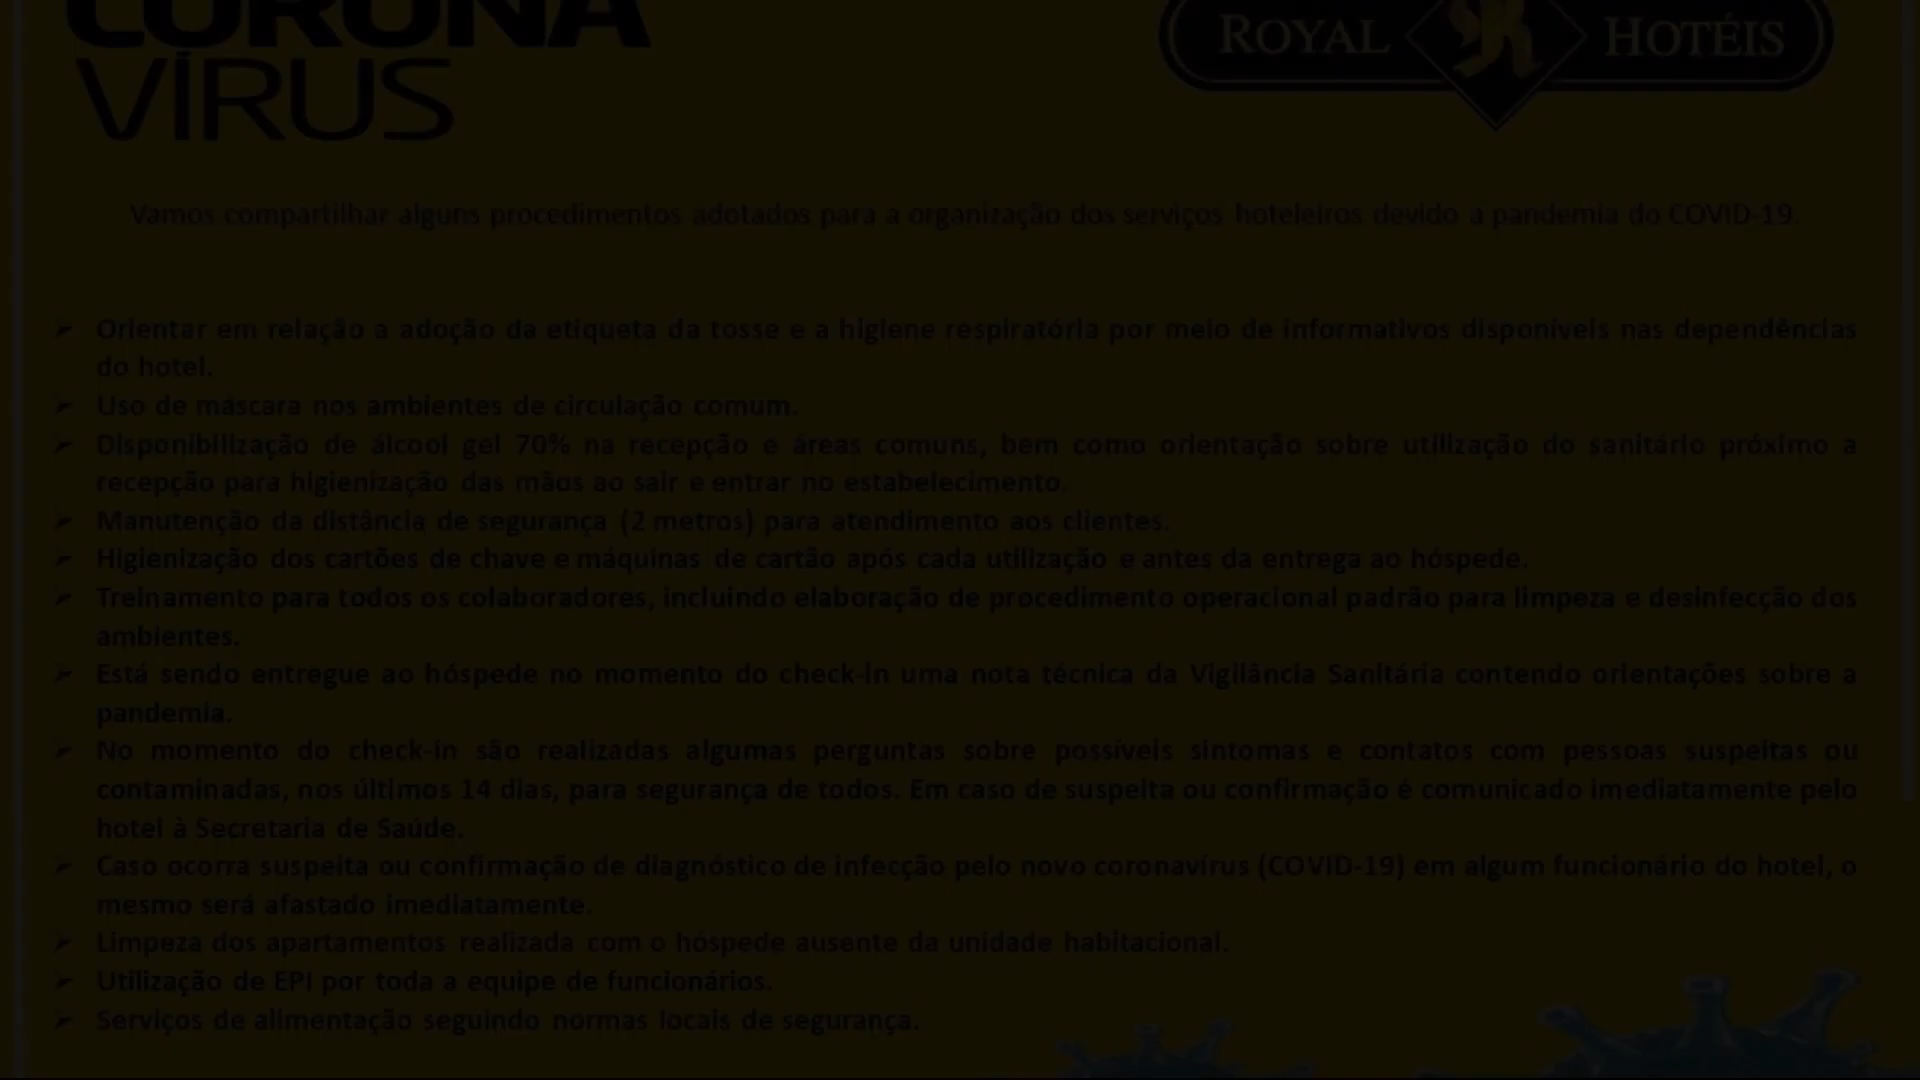 CORONA
VÍRUS
ROYAL HOTÉIS
Vamos compartilhar alguns procedimentos adotados para a organização dos serviços hoteleiros devido a pandemia do COVID-19.
➢ Orientar em relação a adoção da etiqueta da tosse e a higiene respiratória por meio de informativos disponíveis nas dependências
do hotel.
➢ Uso de máscara nos ambientes de circulação comum.
➢ Disponibilização de álcool gel 70% na recepção e áreas comuns, bem como orientação sobre utilização do sanitário próximo a
recepção para higienização das mãos ao sair e entrar no estabelecimento.
➢ Manutenção da distância de segurança (2 metros) para atendimento aos clientes.
➢ Higienização dos cartões de chave e máquinas de cartão após cada utilização e antes da entrega ao hóspede.
➢ Treinamento para todos os colaboradores, incluindo elaboração de procedimento operacional padrão para limpeza e desinfecção dos
ambientes.
➢ Está sendo entregue ao hóspede no momento do check-in uma nota técnica da Vigilância Sanitária contendo orientações sobre a
pandemia.
➢ No momento do check-in são realizadas algumas perguntas sobre possíveis sintomas e contatos com pessoas suspeitas ou
contaminadas, nos últimos 14 dias, para segurança de todos. Em caso de suspeita ou confirmação é comunicado imediatamente pelo
hotel à Secretaria de Saúde.
➢ Caso ocorra suspeita ou confirmação de diagnóstico de infecção pelo novo coronavírus (COVID-19) em algum funcionário do hotel, o
mesmo será afastado imediatamente.
➢ Limpeza dos apartamentos realizada com o hóspede ausente da unidade habitacional.
➢ Utilização de EPI por toda a equipe de funcionários.
➢ Serviços de alimentação seguindo normas locais de segurança.